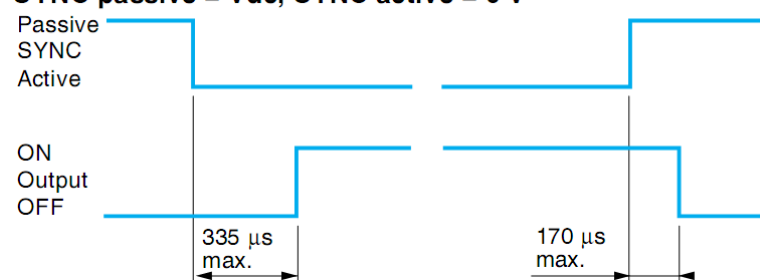 SYNC passive = Vdc, SYNC active = 0 V
Passive
SYNC
Active
ON
Output
OFF
335 μs
max.
170 μs
max.